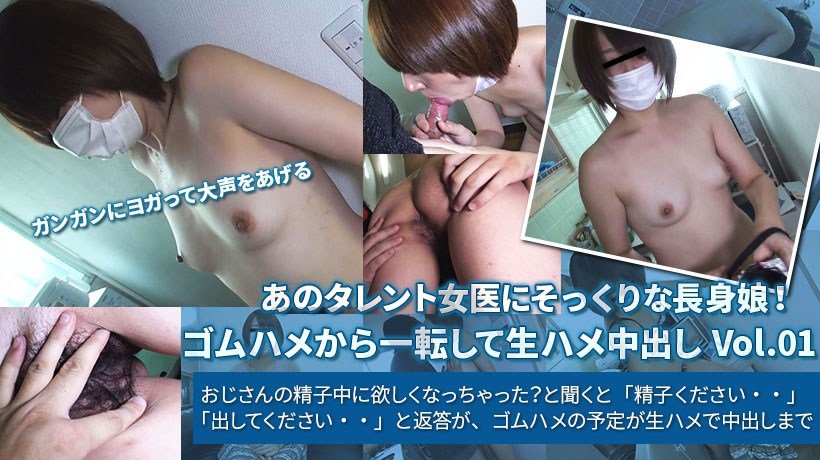 ガンガンにヨガって大声をあげる
あのタレント女医にそっくりな長身娘！
ゴムハメから一転して生ハメ中出し Vol.01
おじさんの精子中に欲しくなっちゃった？と聞くと「精子ください・・」
「出してください・・」と返答が、ゴムハメの予定が生ハメで中出しまで